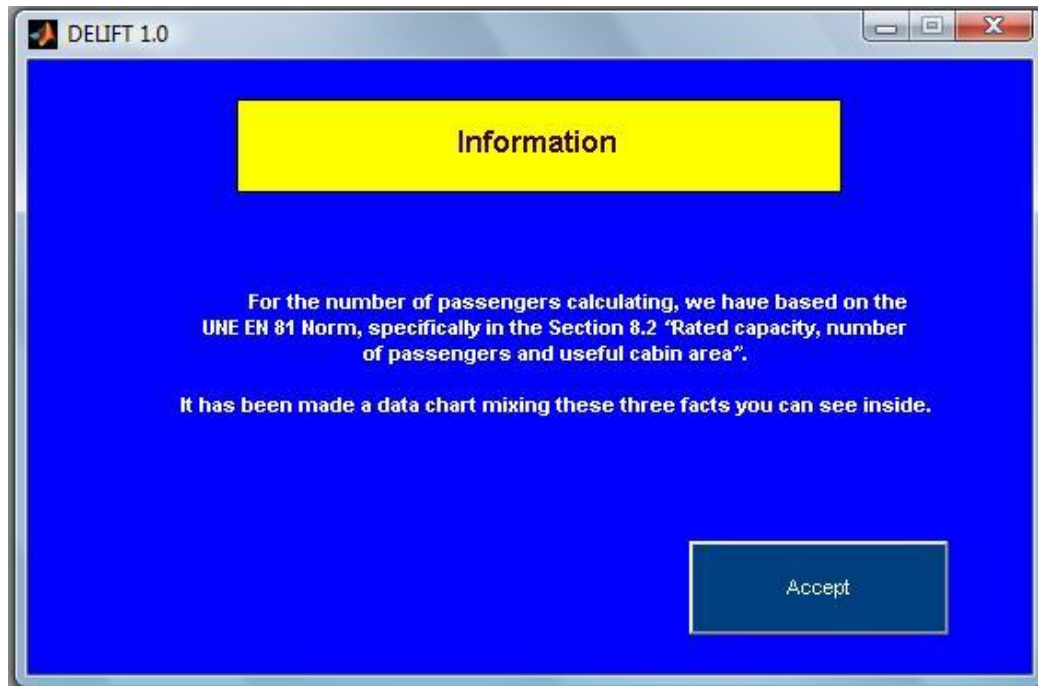 DELIFT 1.0
Information
For the number of passengers calculating, we have based on the
UNE EN 81 Norm, specifically in the Section 8.2 "Rated capacity, number
of passengers and useful cabin area".
It has been made a data chart mixing these three facts you can see inside.
Accept